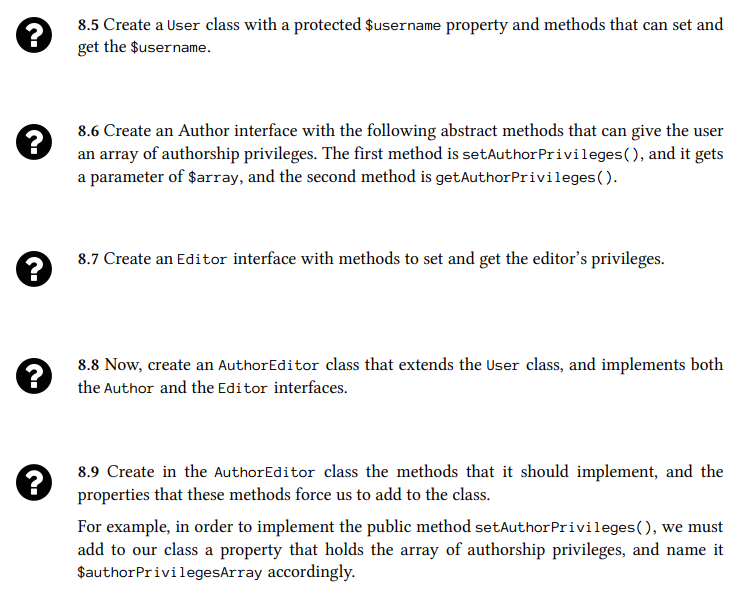 8.5 Create a User class with a protected $username property and methods that can set and
get the $username.
8.6 Create an Author interface with the following abstract methods that can give the user
an array of authorship privileges. The first method is setAuthorPrivileges(), and it gets
a parameter of $array, and the second method is getAuthorPrivileges().
8.7 Create an Editor interface with methods to set and get the editor's privileges.
8.8 Now, create an AuthorEditor class that extends the User class, and implements both
the Author and the Editor interfaces.
8.9 Create in the AuthorEditor class the methods that it should implement, and the
properties that these methods force us to add to the class.
For example, in order to implement the public method setAuthorPrivileges(), we must
add to our class a property that holds the array of authorship privileges, and name it
$authorPrivilegesArray accordingly.